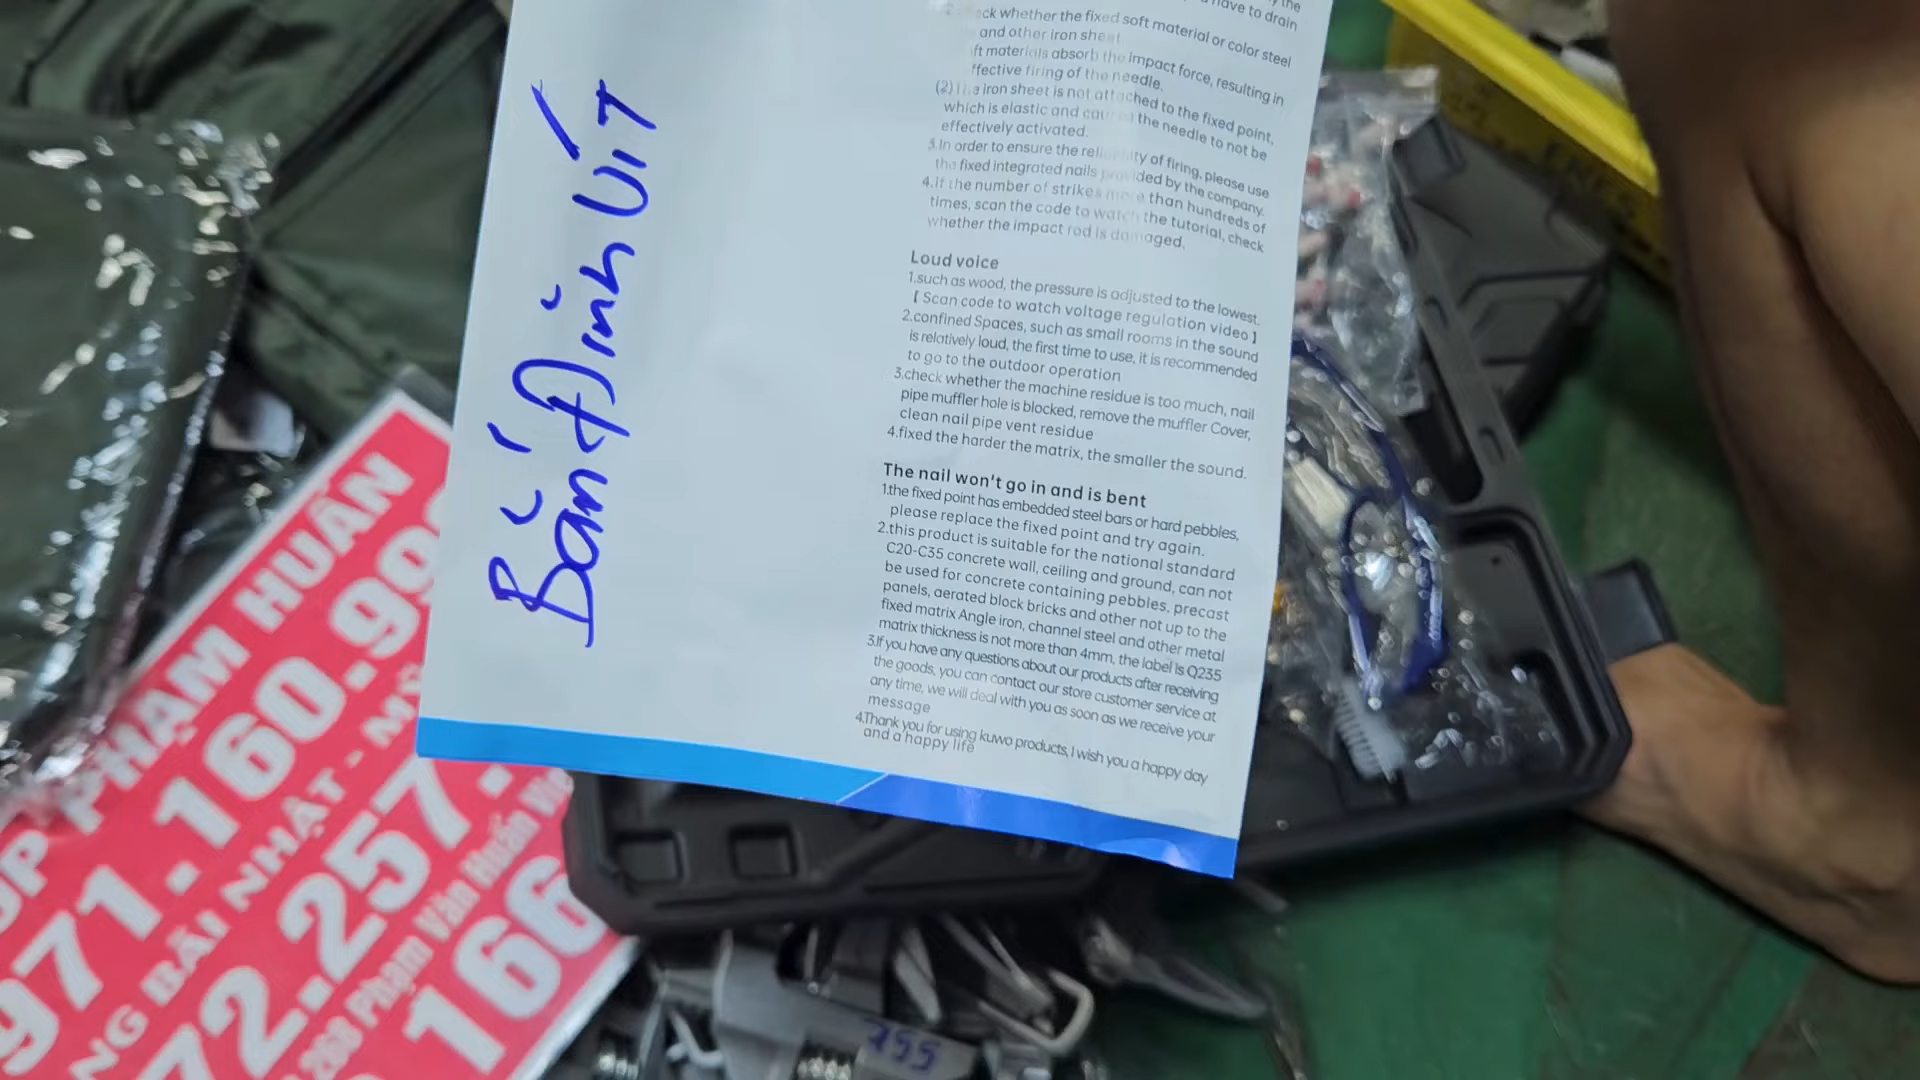 Bắn Đinh VíT
have to drain
ck whether the fixed soft material or color steel
and other iron sheet
ft materials absorb the impact force, resulting in
ffective firing of the needle.
(2)The iron sheet is not attached to the fixed point,
which is elastic and caused the needle to not be
effectively activated.
3.In order to ensure the reliability of firing, please use
the fixed integrated nails provided by the company.
4.If the number of strikes more than hundreds of
times, scan the code to watch the tutorial, check
whether the impact rod is damaged.
Loud voice
1.such as wood, the pressure is adjusted to the lowest.
【Scan code to watch voltage regulation video】
2.confined Spaces, such as small rooms in the sound
is relatively loud, the first time to use, it is recommended
to go to the outdoor operation
3.check whether the machine residue is too much, nail
pipe muffler hole is blocked, remove the muffler Cover,
clean nail pipe vent residue
4.fixed the harder the matrix, the smaller the sound.
The nail won't go in and is bent
1.the fixed point has embedded steel bars or hard pebbles,
please replace the fixed point and try again.
2.this product is suitable for the national standard
C20-C35 concrete wall, ceiling and ground, can not
be used for concrete containing pebbles, precast
panels, aerated block bricks and other not up to the
fixed matrix Angle iron, channel steel and other metal
matrix thickness is not more than 4mm, the label is Q235
3.If you have any questions about our products after receiving
the goods, you can contact our store customer service at
any time, we will deal with you as soon as we receive your
message
4.Thank you for using kuwo products, I wish you a happy day
and a happy life
PHẠM HUÂN
971.160.99
NG BÃI NHẬT - MỸ
72.257.
268 Phạm Văn Huấn
166
255